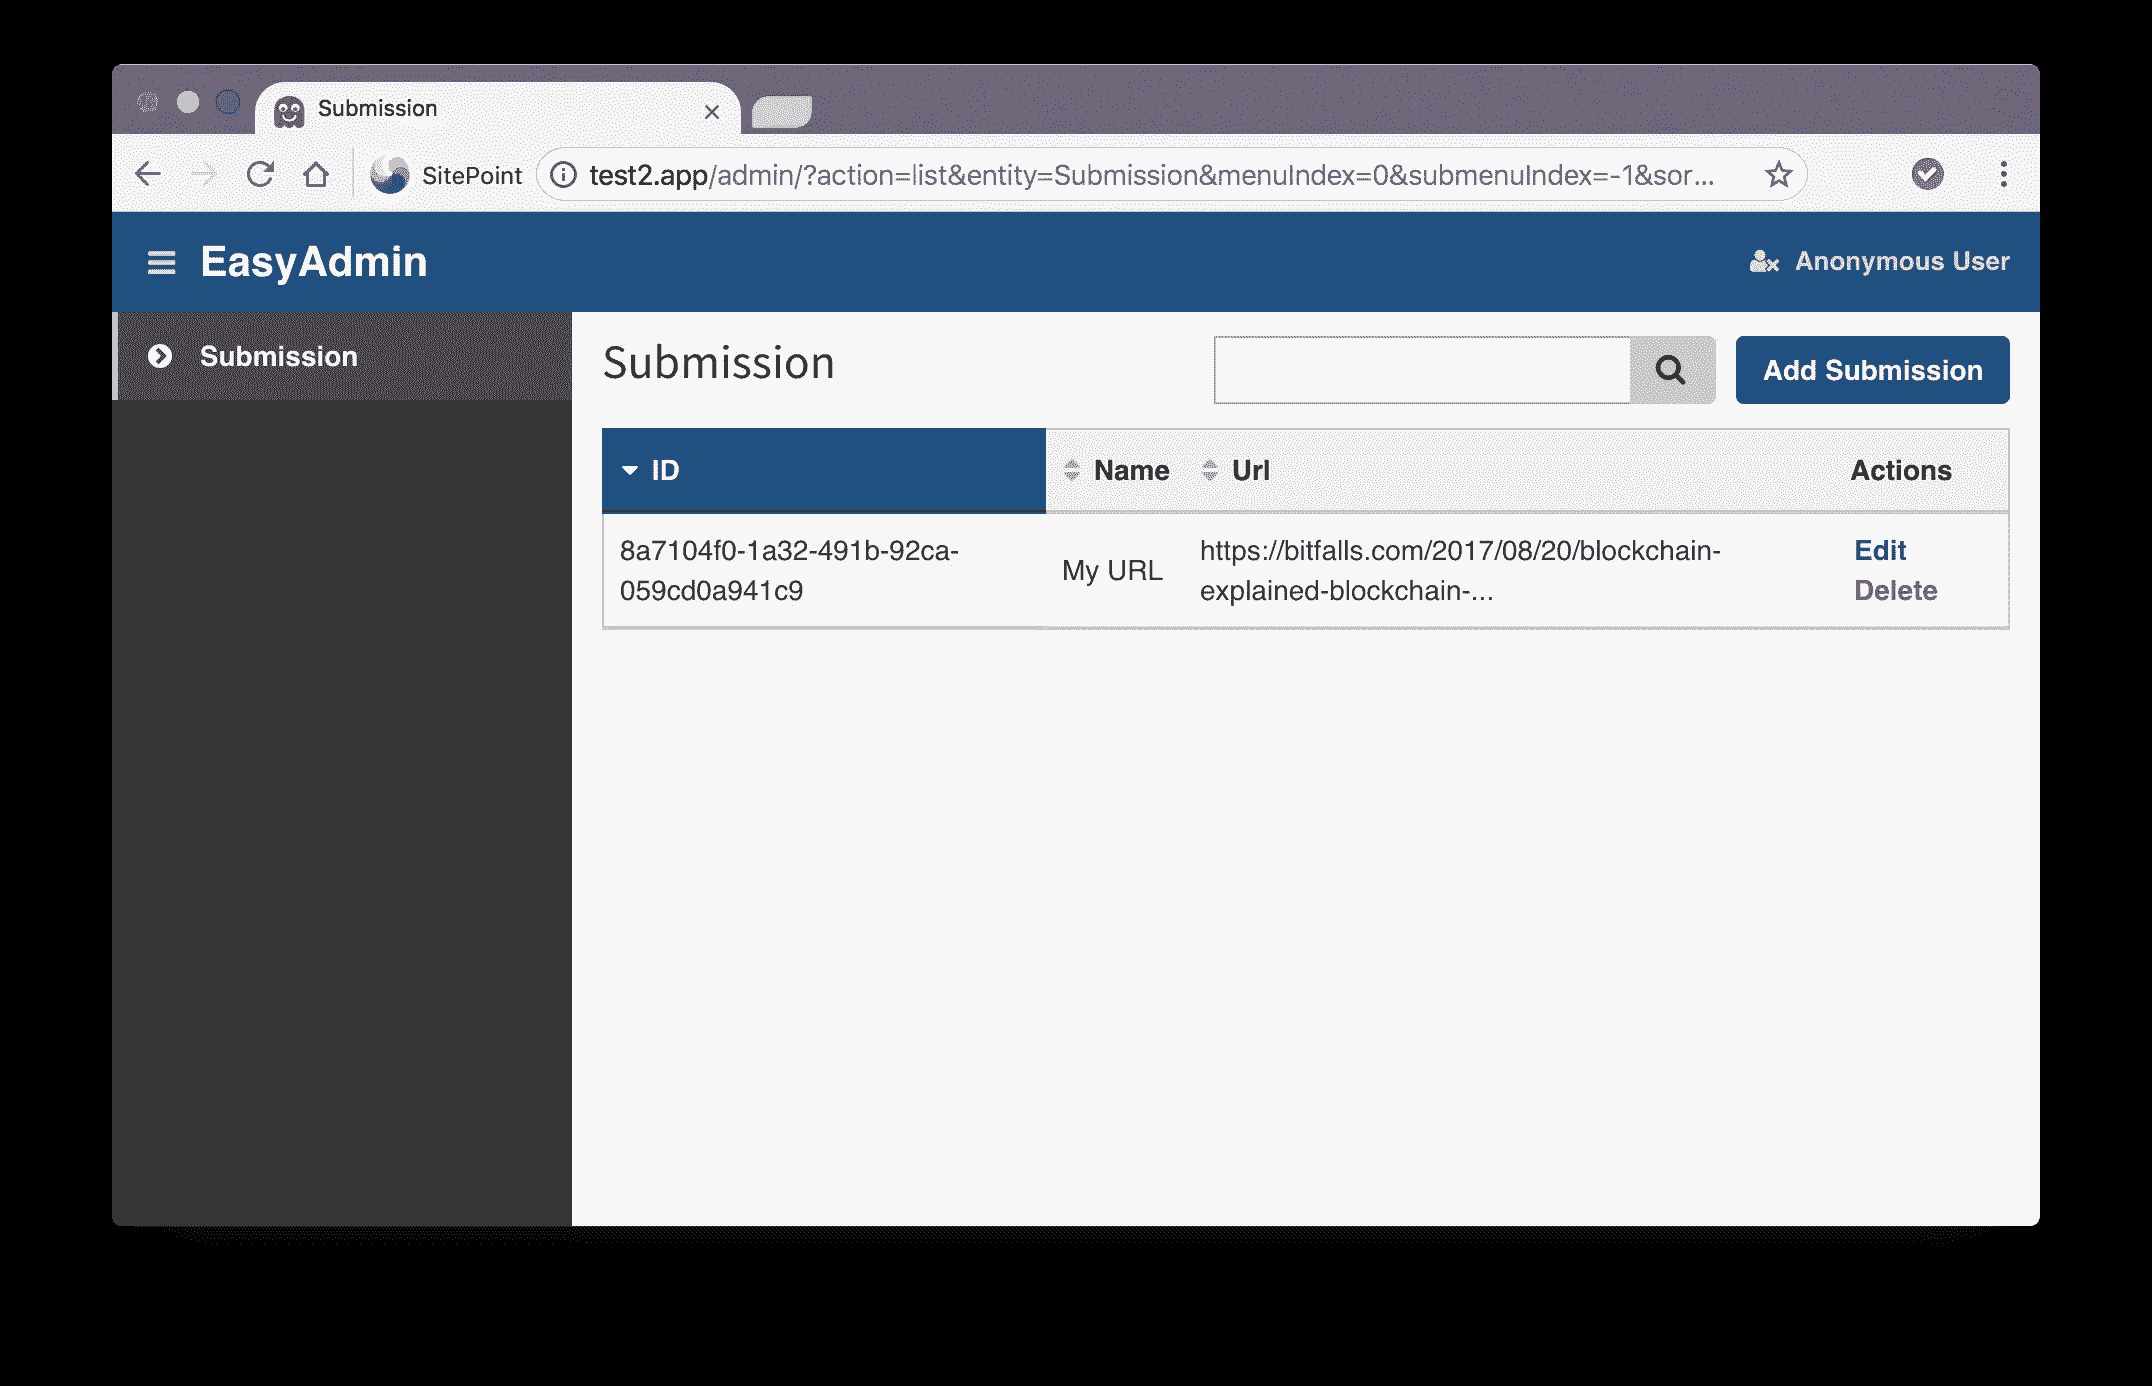 Submission
SitePoint
test2.app/admin/?action=list&entity=Submission&menuIndex=0&submenuIndex=-1&sor...
EasyAdmin
Anonymous User
Submission
Submission
Add Submission
ID
Name
Url
Actions
8a7104f0-1a32-491b-92ca-
059cd0a941c9
My URL
https://bitfalls.com/2017/08/20/blockchain-
explained-blockchain-...
Edit
Delete